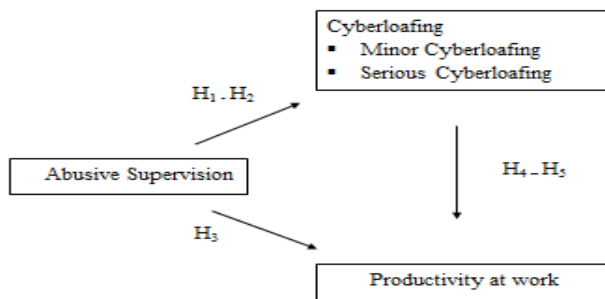 Cyberloafing
▪ Minor Cyberloafing
▪ Serious Cyberloafing
H₁ - H₂
Abusive Supervision
H₄ - H₅
H₃
Productivity at work